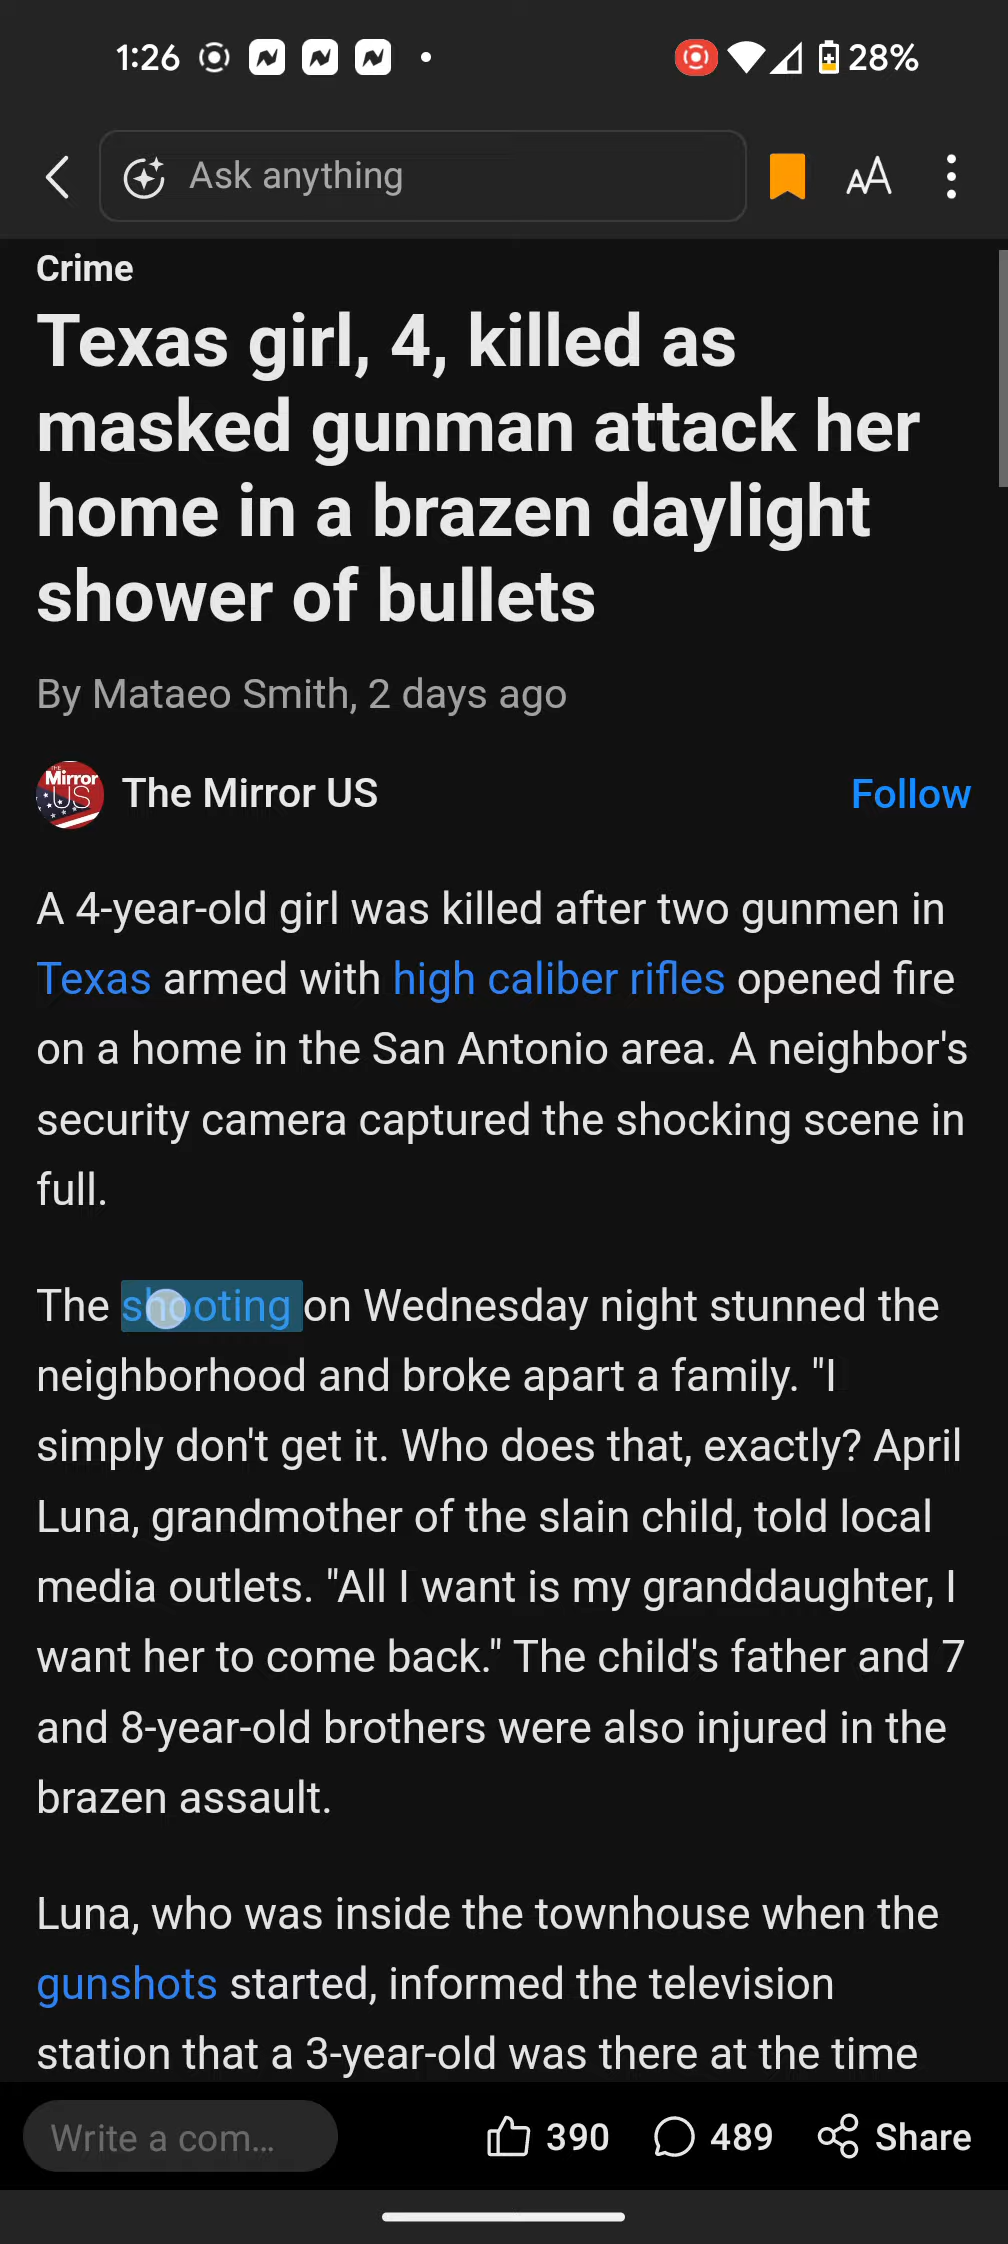 1:26
28%
Ask anything
AA
Crime
Texas girl, 4, killed as
masked gunman attack her
home in a brazen daylight
shower of bullets
By Mataeo Smith, 2 days ago
THE
Mirror
US
The Mirror US
Follow
A 4-year-old girl was killed after two gunmen in
Texas armed with high caliber rifles opened fire
on a home in the San Antonio area. A neighbor's
security camera captured the shocking scene in
full.
The shooting on Wednesday night stunned the
neighborhood and broke apart a family. "I
simply don't get it. Who does that, exactly? April
Luna, grandmother of the slain child, told local
media outlets. "All I want is my granddaughter, I
want her to come back." The child's father and 7
and 8-year-old brothers were also injured in the
brazen assault.
Luna, who was inside the townhouse when the
gunshots started, informed the television
station that a 3-year-old was there at the time
Write a com...
390
489
Share